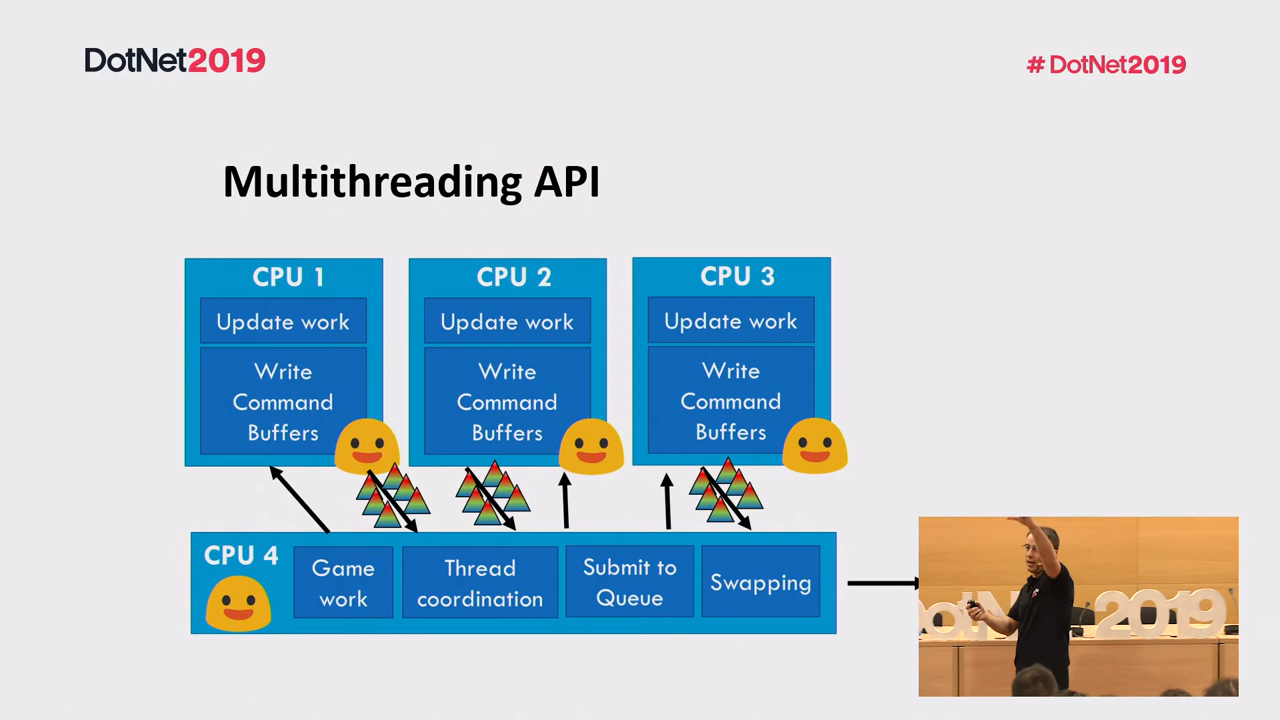 DotNet2019
# DotNet2019
Multithreading API
CPU 1
Update work
Write
Command
Buffers
CPU 2
Update work
Write
Command
Buffers
CPU 3
Update work
Write
Command
Buffers
CPU 4
Game
work
Thread
coordination
Submit to
Queue
Swapping
2019